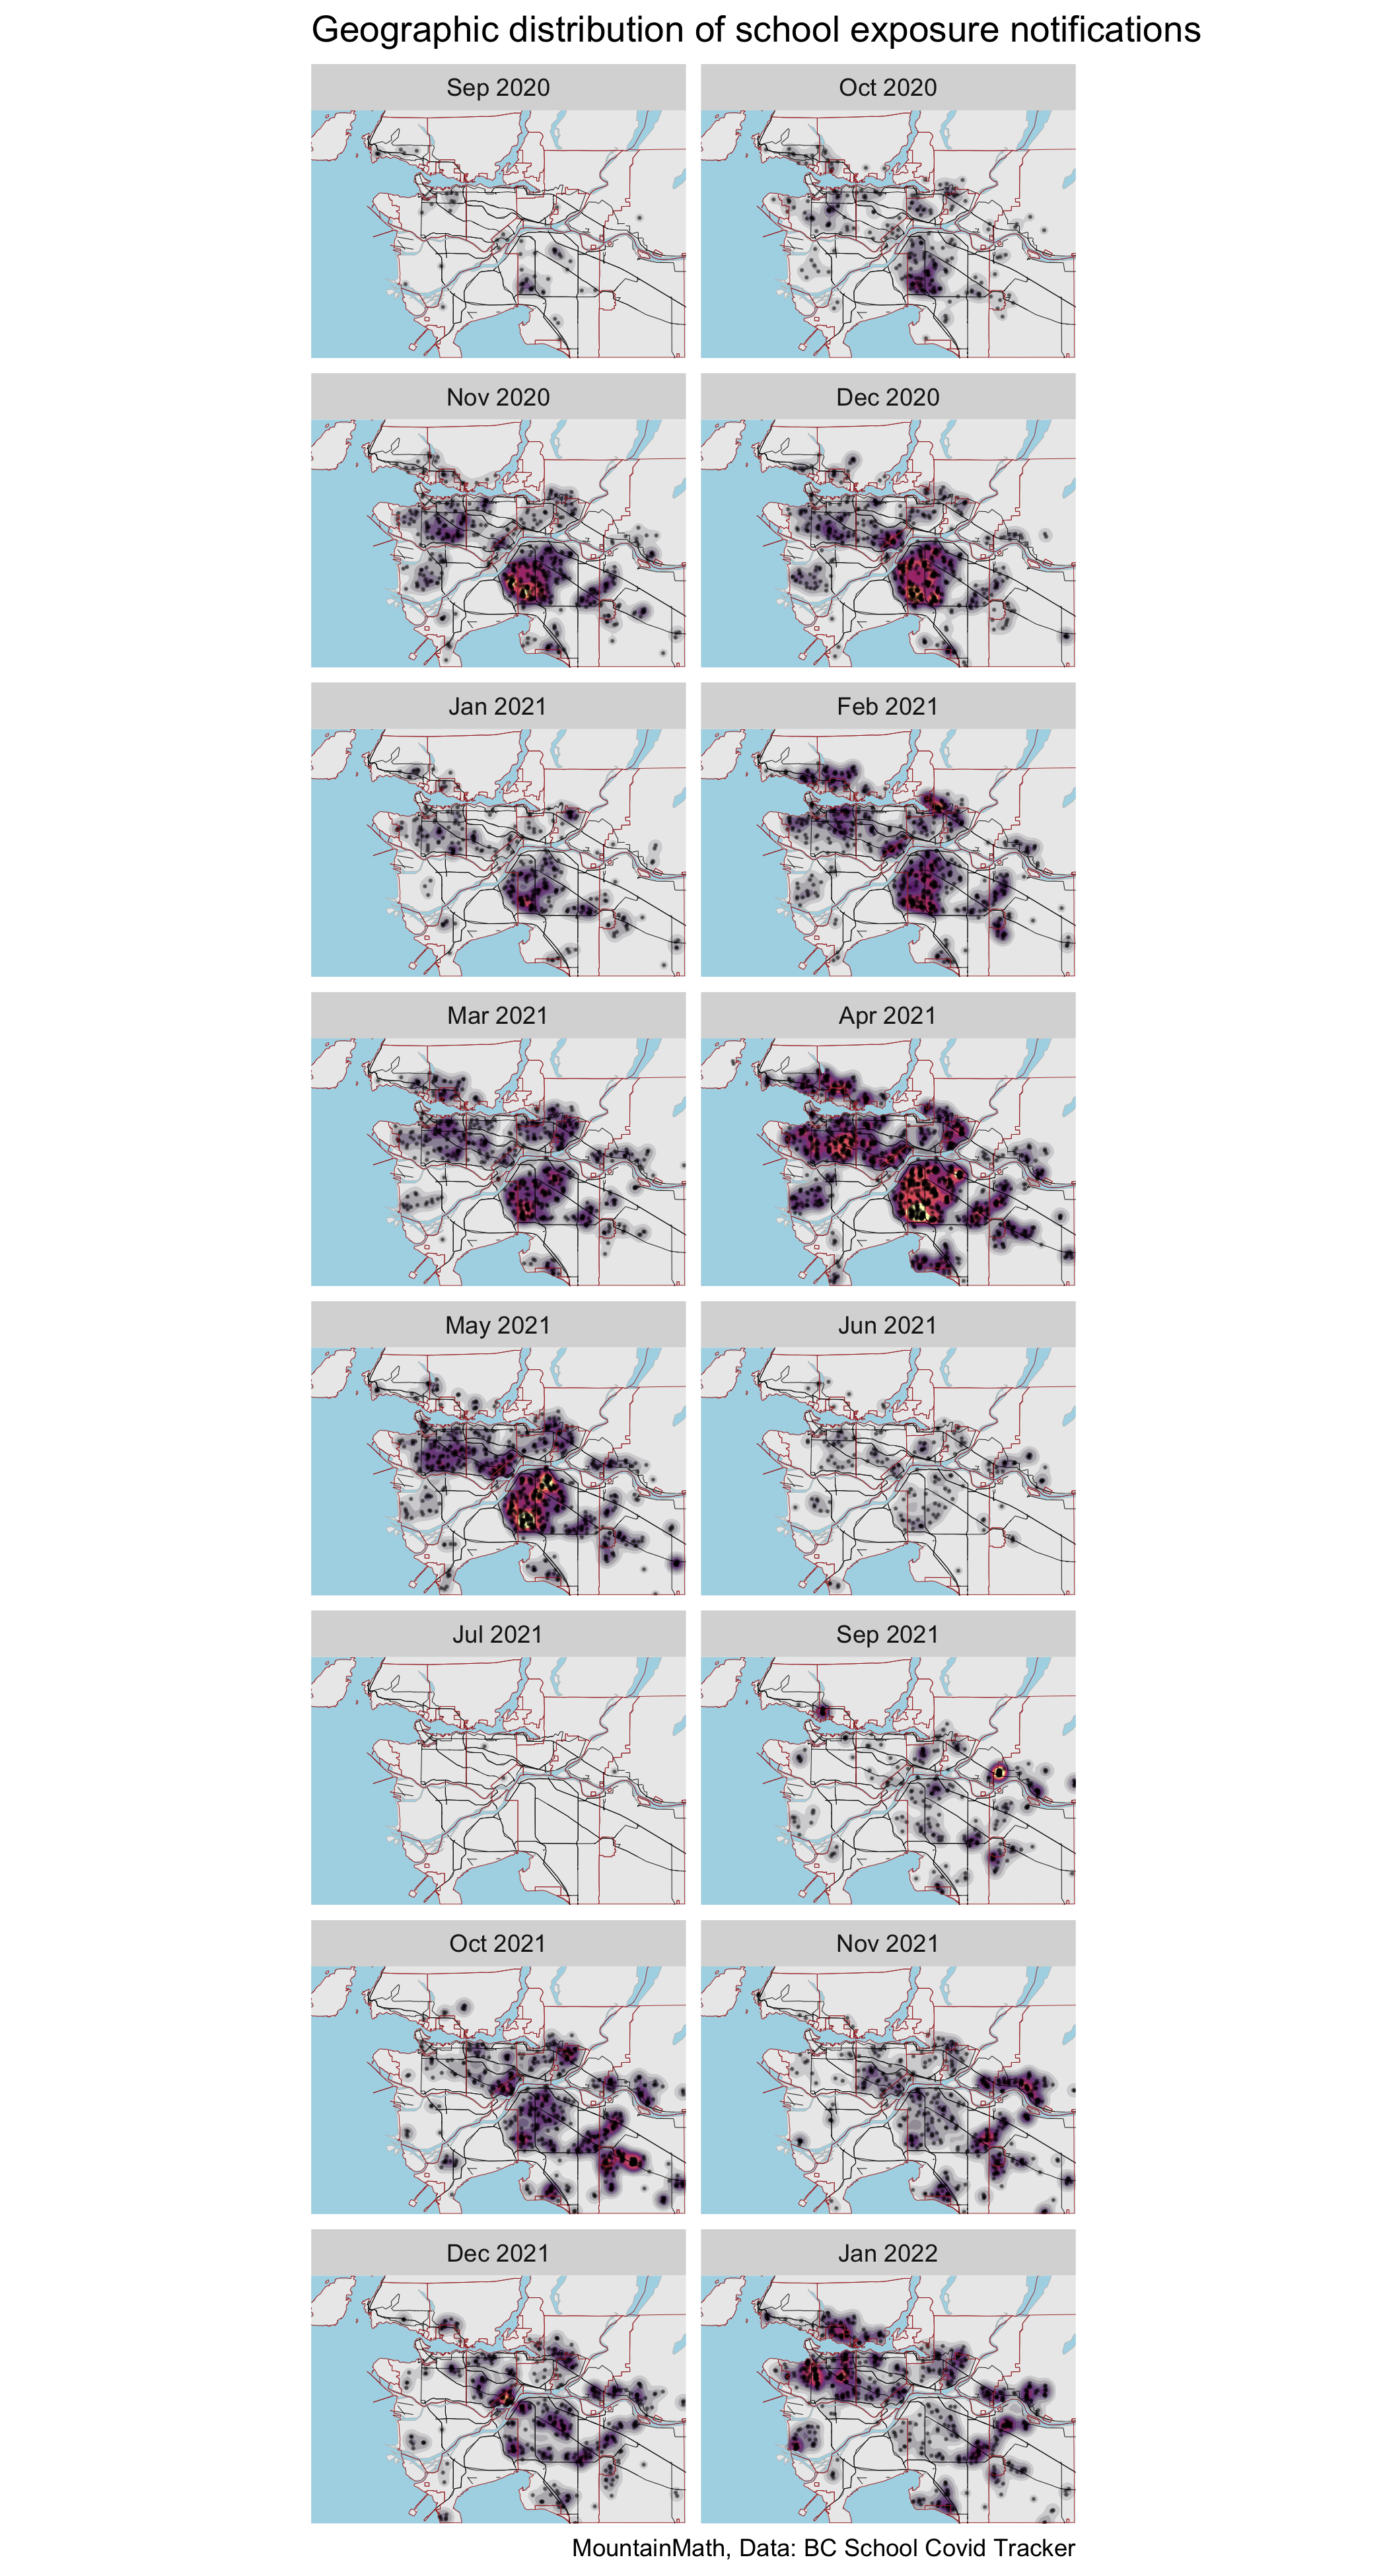 Geographic distribution of school exposure notifications
Sep 2020
Oct 2020
Nov 2020
Dec 2020
Jan 2021
Feb 2021
Mar 2021
Apr 2021
May 2021
Jun 2021
Jul 2021
Sep 2021
Oct 2021
Nov 2021
Dec 2021
Jan 2022
MountainMath, Data: BC School Covid Tracker